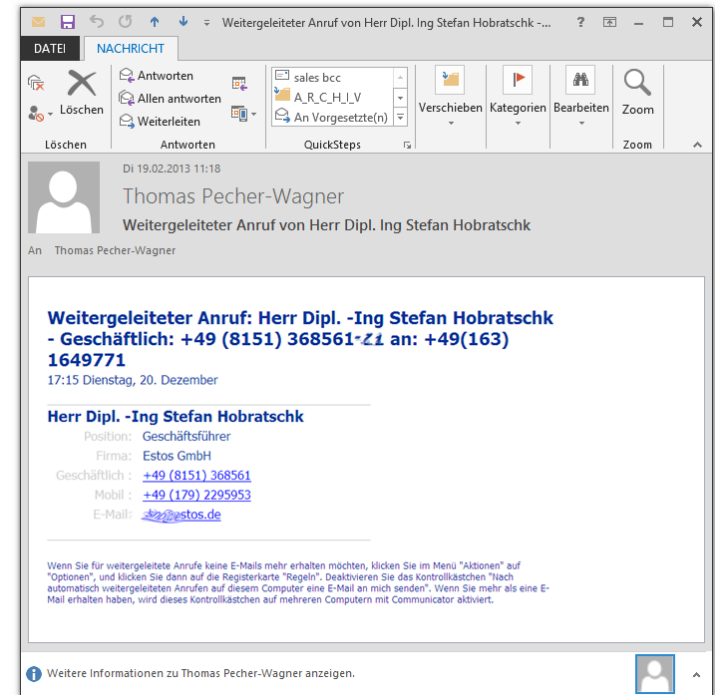 Weitergeleiteter Anruf von Herr Dipl. Ing Stefan Hobratschk -...
DATEI NACHRICHT
Löschen
Antworten
Allen antworten
Weiterleiten
sales bcc
A_R_C_H_I_V
An Vorgesetzte(n)
Verschieben
Kategorien
Bearbeiten
Zoom
Löschen Antworten QuickSteps Zoom
Di 19.02.2013 11:18
Thomas Pecher-Wagner
Weitergeleiteter Anruf von Herr Dipl. Ing Stefan Hobratschk
An Thomas Pecher-Wagner
Weitergeleiteter Anruf: Herr Dipl. -Ing Stefan Hobratschk
- Geschäftlich: +49 (8151) 368561- an: +49(163)
1649771
17:15 Dienstag, 20. Dezember
Herr Dipl. -Ing Stefan Hobratschk
Position: Geschäftsführer
Firma: Estos GmbH
Geschäftlich : +49 (8151) 368561
Mobil : +49 (179) 2295953
E-Mail: @estos.de
Wenn Sie für weitergeleitete Anrufe keine E-Mails mehr erhalten möchten, klicken Sie im Menü "Aktionen" auf
"Optionen", und klicken Sie dann auf die Registerkarte "Regeln". Deaktivieren Sie das Kontrollkästchen "Nach
automatisch weitergeleiteten Anrufen auf diesem Computer eine E-Mail an mich senden". Wenn Sie mehr als eine E-
Mail erhalten haben, wird dieses Kontrollkästchen auf mehreren Computern mit Communicator aktiviert.
Weitere Informationen zu Thomas Pecher-Wagner anzeigen.